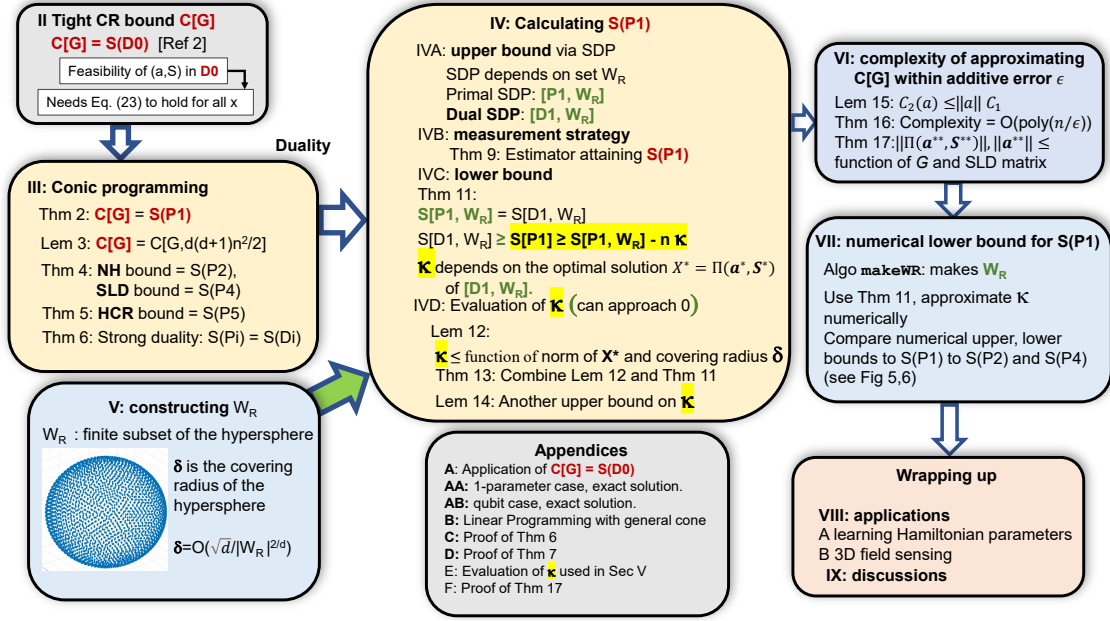 II Tight CR bound C[G]
C[G] = S(D0) [Ref 2]
Feasibility of (a,S) in D0
Needs Eq. (23) to hold for all x
Duality
III: Conic programming
Thm 2: C[G] = S(P1)
Lem 3: C[G] = C[G,d(d+1)n²/2]
Thm 4: NH bound = S(P2),
SLD bound = S(P4)
Thm 5: HCR bound = S(P5)
Thm 6: Strong duality: S(Pi) = S(Di)
V: constructing W_R
W_R : finite subset of the hypersphere
δ is the covering
radius of the
hypersphere
δ=O(√d/|W_R|^{2/d})
IV: Calculating S(P1)
IVA: upper bound via SDP
SDP depends on set W_R
Primal SDP: [P1, W_R]
Dual SDP: [D1, W_R]
IVB: measurement strategy
Thm 9: Estimator attaining S(P1)
IVC: lower bound
Thm 11:
S[P1, W_R] = S[D1, W_R]
S[D1, W_R] ≥ S[P1] ≥ S[P1, W_R] - n κ
κ depends on the optimal solution X* = Π(a*, S*)
of [D1, W_R].
IVD: Evaluation of κ (can approach 0)
Lem 12:
κ ≤ function of norm of X* and covering radius δ
Thm 13: Combine Lem 12 and Thm 11
Lem 14: Another upper bound on κ
Appendices
A: Application of C[G] = S(D0)
AA: 1-parameter case, exact solution.
AB: qubit case, exact solution.
B: Linear Programming with general cone
C: Proof of Thm 6
D: Proof of Thm 7
E: Evaluation of κ used in Sec V
F: Proof of Thm 17
VI: complexity of approximating
C[G] within additive error ϵ
Lem 15: C₂(a) ≤||a|| C₁
Thm 16: Complexity = O(poly(n/ϵ))
Thm 17:||Π(a**, S**)||, ||a**|| ≤
function of G and SLD matrix
VII: numerical lower bound for S(P1)
Algo makeWR: makes W_R
Use Thm 11, approximate κ
numerically
Compare numerical upper, lower
bounds to S(P1) to S(P2) and S(P4)
(see Fig 5,6)
Wrapping up
VIII: applications
A learning Hamiltonian parameters
B 3D field sensing
IX: discussions